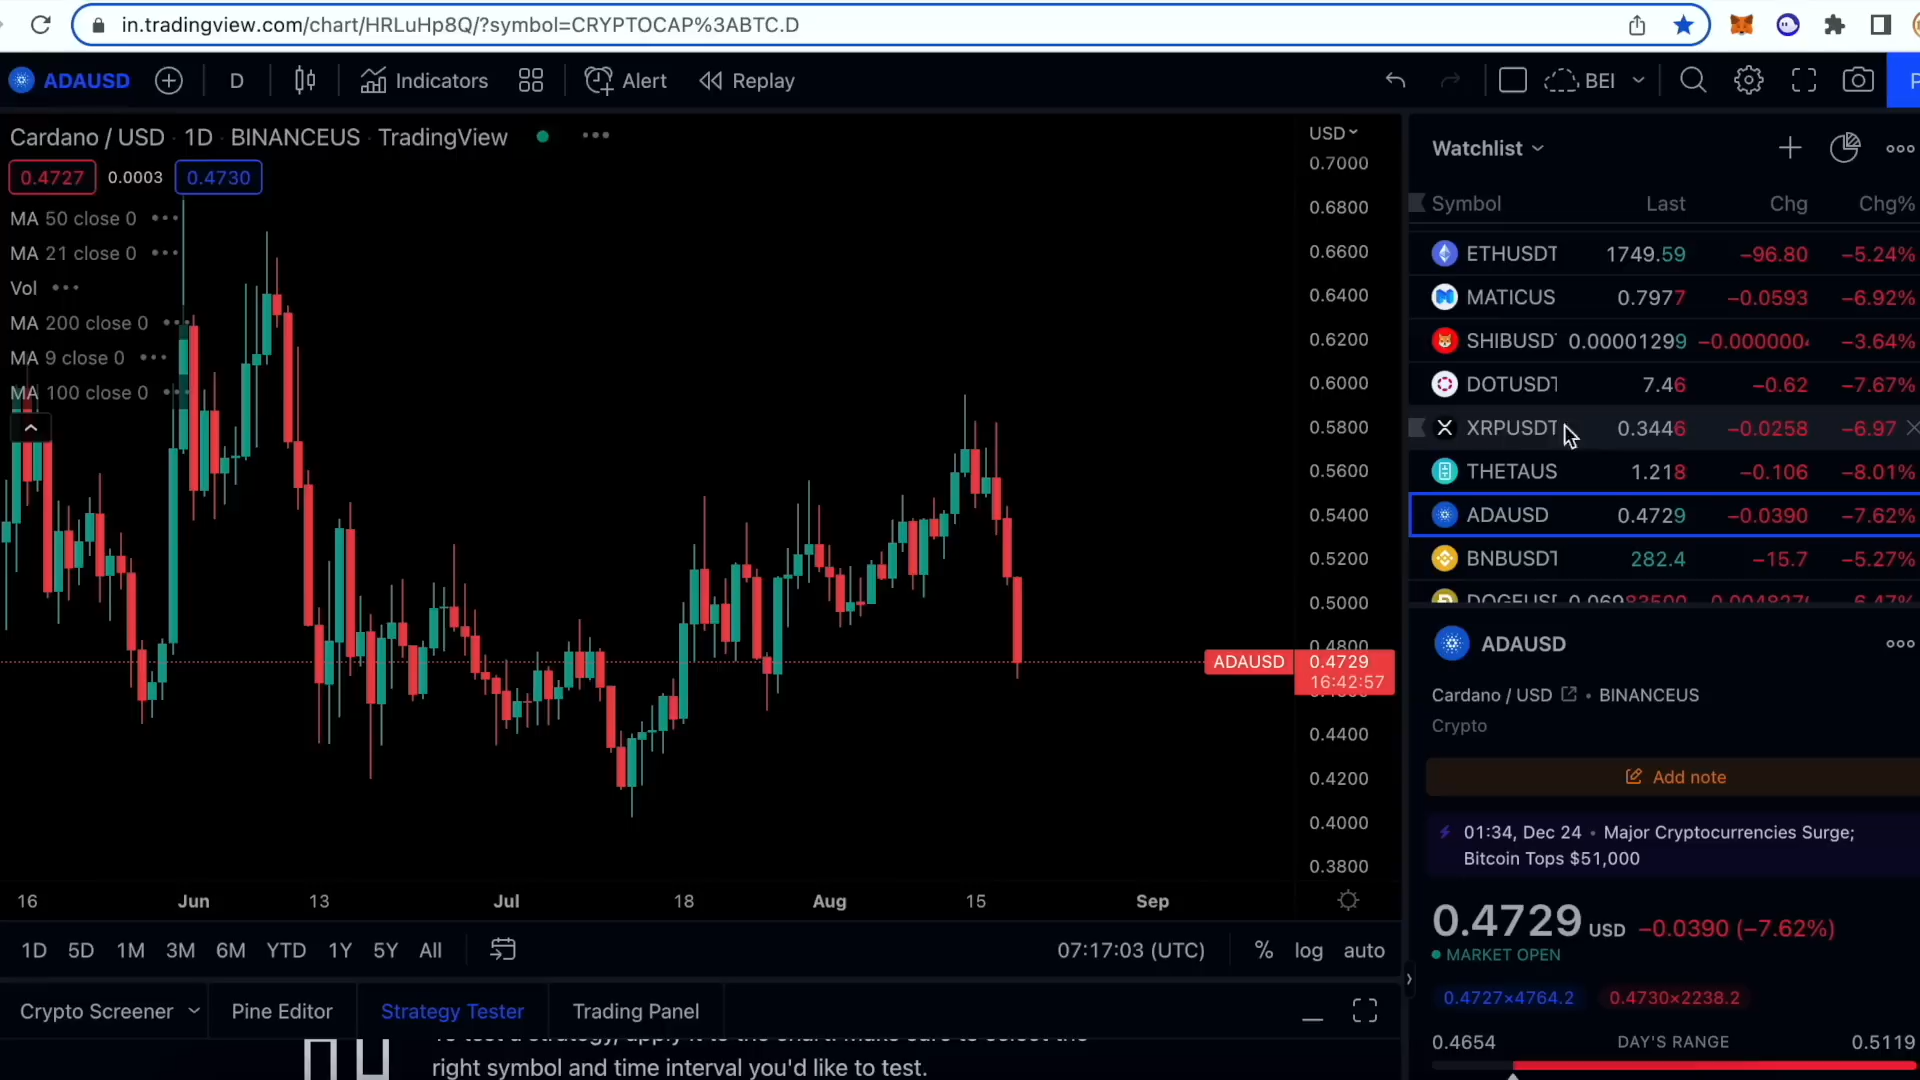 in.tradingview.com/chart/HRLuHp8Q/?symbol=CRYPTOCAP%3ABTC.D
ADAUSD D Indicators Alert Replay BEI
Cardano / USD · 1D · BINANCEUS · TradingView
0.4727 0.0003 0.4730
MA 50 close 0
MA 21 close 0
Vol
MA 200 close 0
MA 9 close 0
MA 100 close 0
USD
0.7000
0.6800
0.6600
0.6400
0.6200
0.6000
0.5800
0.5600
0.5400
0.5200
0.5000
0.4800
ADAUSD 0.4729
16:42:57
0.4400
0.4200
0.4000
0.3800
16 Jun 13 Jul 18 Aug 15 Sep
1D 5D 1M 3M 6M YTD 1Y 5Y All 07:17:03 (UTC) % log auto
Crypto Screener Pine Editor Strategy Tester Trading Panel
right symbol and time interval you'd like to test.
Watchlist
Symbol Last Chg Chg%
ETHUSDT 1749.59 −96.80 −5.24%
MATICUS 0.7977 −0.0593 −6.92%
SHIBUSD 0.00001299 −0.0000004 −3.64%
DOTUSDT 7.46 −0.62 −7.67%
XRPUSDT 0.3446 −0.0258 −6.97
THETAUS 1.218 −0.106 −8.01%
ADAUSD 0.4729 −0.0390 −7.62%
BNBUSDT 282.4 −15.7 −5.27%
ADAUSD
Cardano / USD • BINANCEUS
Crypto
Add note
01:34, Dec 24 • Major Cryptocurrencies Surge;
Bitcoin Tops $51,000
0.4729 USD −0.0390 (−7.62%)
MARKET OPEN
0.4727×4764.2 0.4730×2238.2
0.4654 DAY'S RANGE 0.5119